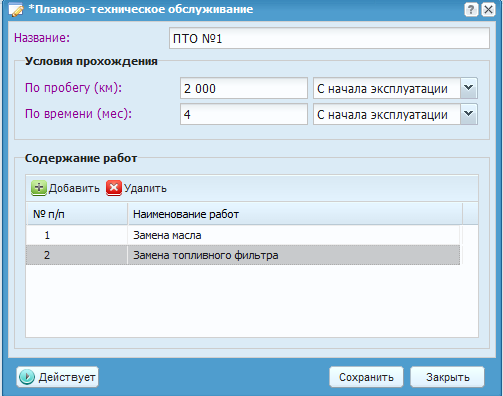 *Планово-техническое обслуживание
Название: ПТО №1
Условия прохождения
По пробегу (км): 2 000 С начала эксплуатации
По времени (мес): 4 С начала эксплуатации
Содержание работ
Добавить Удалить
№ п/п Наименование работ
1 Замена масла
2 Замена топливного фильтра
Действует Сохранить Закрыть